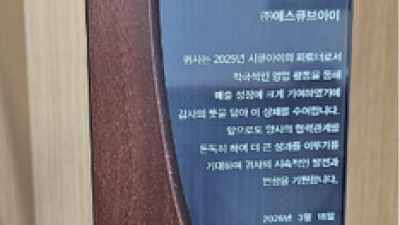 ㈜에스큐브아이
귀사는 2025년 시큐아이의 파트너로서
적극적인 영업 활동을 통해
매출 성장에 크게 기여하였기에
감사의 뜻을 담아 이 상패를 수여합니다.
앞으로도 양사의 협력관계를
돈독히 하여 더 큰 성과를 이루기를
기대하며 귀사의 지속적인 발전과
번창을 기원합니다.
2026년 3월 18일